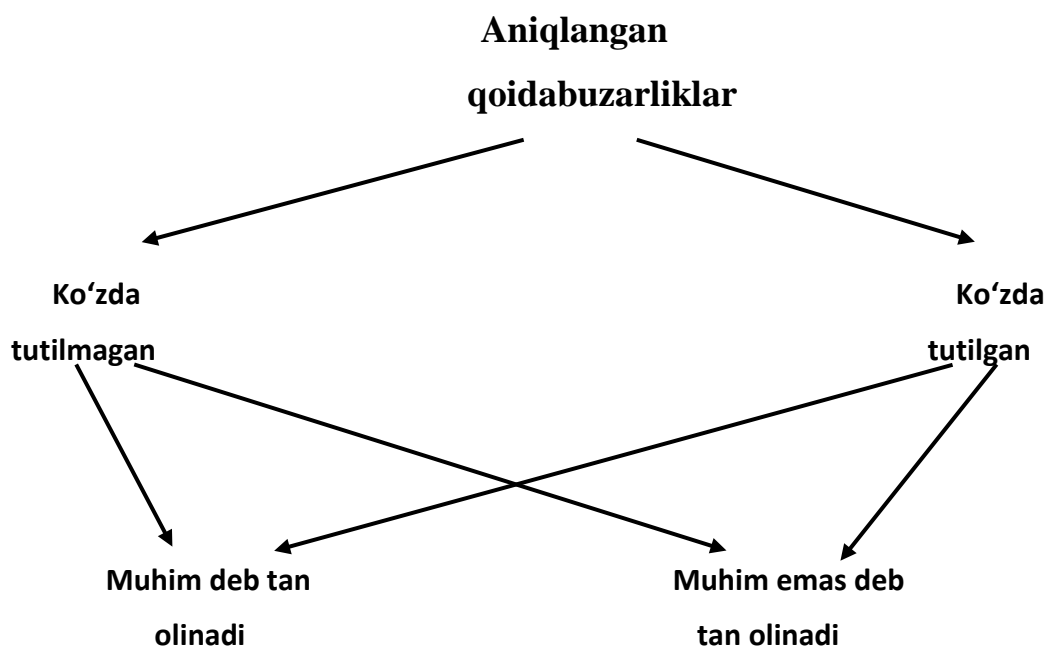 Aniqlangan
qoidabuzarliklar
Ko‘zda
tutilmagan
Ko‘zda
tutilgan
Muhim deb tan
olinadi
Muhim emas deb
tan olinadi